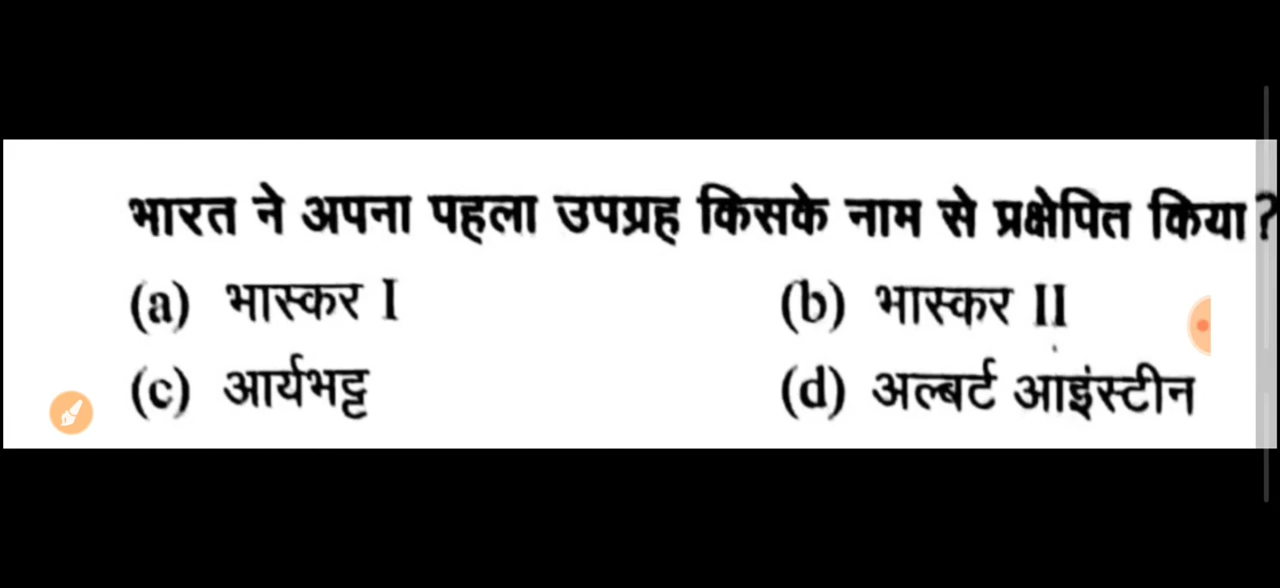 भारत ने अपना पहला उपग्रह किसके नाम से प्रक्षेपित किया?
(a) भास्कर I (b) भास्कर II
(c) आर्यभट्ट (d) अल्बर्ट आइंस्टीन